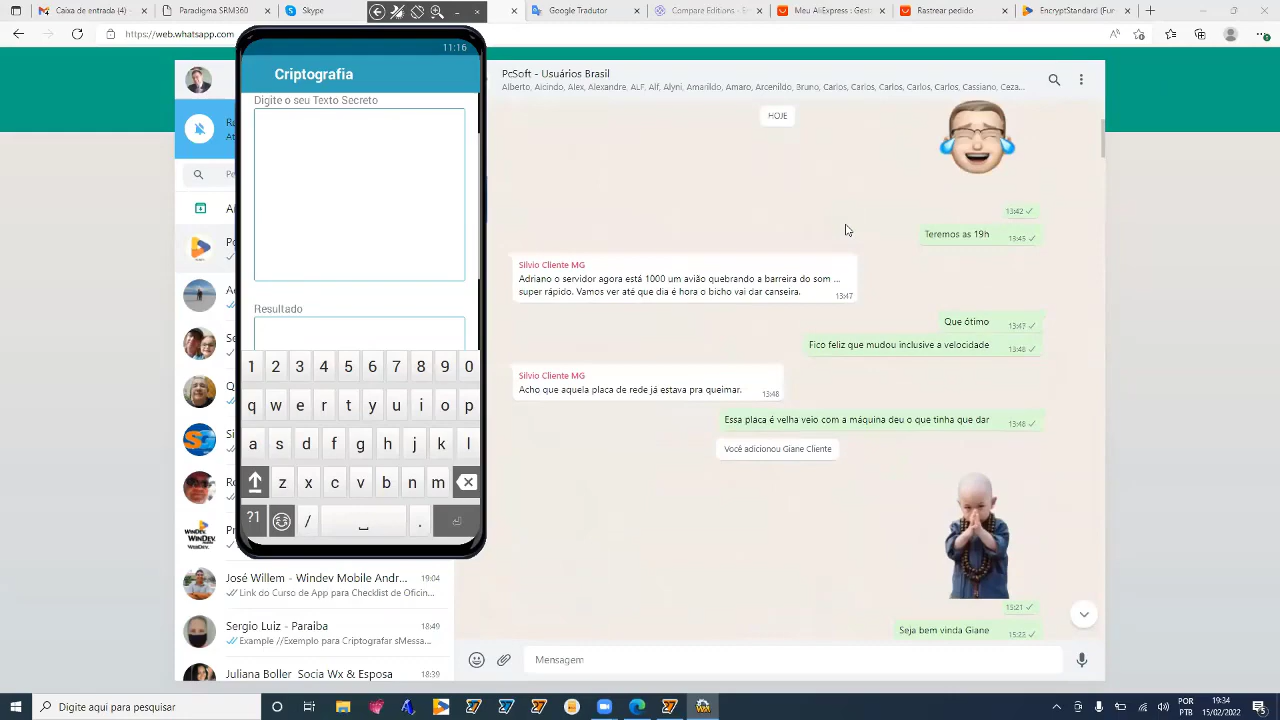 Caixa de entrada (4) -
Paradigma SRM360
Skype
Google Tradutor
Compare Editions - D
Meu AliExpress : Gere
Rastrear pedido
EncryptStandard (Fun
https://web.whatsapp.com
11:16
Criptografia
Digite o seu Texto Secreto
Resultado
1 2 3 4 5 6 7 8 9 0
q w e r t y u i o p
a s d f g h j k l
z x c v b n m
?1 / .
José Willem - Windev Mobile Andr... 19:04
Link do Curso de App para Checklist de Oficin...
Sergio Luiz - Paraiba 18:49
Example //Exemplo para Criptografar sMessa...
Juliana Boller Socia Wx & Esposa 18:39
PcSoft - Usuários Brasil
Alberto, Alcindo, Alex, Alexandre, ALF, Alf, Alyni, Amarildo, Amaro, Arcenildo, Bruno, Carlos, Carlos, Carlos, Carlos, Cassiano, Ceza...
HOJE
13:42
Teremos as 19h 13:45
Silvio Cliente MG
Adriano o servidor agora está 1000 um avião quebrando a barreira do som ...
super rápido. Vamos ver até que dia é hora o bicho vai dar canseira. 13:47
Que ótimo 13:47
Fico feliz que mudou inclusive a velocidade 13:48
Silvio Cliente MG
Acho que aquela placa de rede já estava pra queimar. 13:48
Essa placa é velha veio com a máquina deu o que tinha que dar 13:48
Você adicionou Giane Cliente
15:21
Seja bem vinda Giane 15:22
Mensagem
Digite aqui para pesquisar
POR
PTB
19:34
15/02/2022